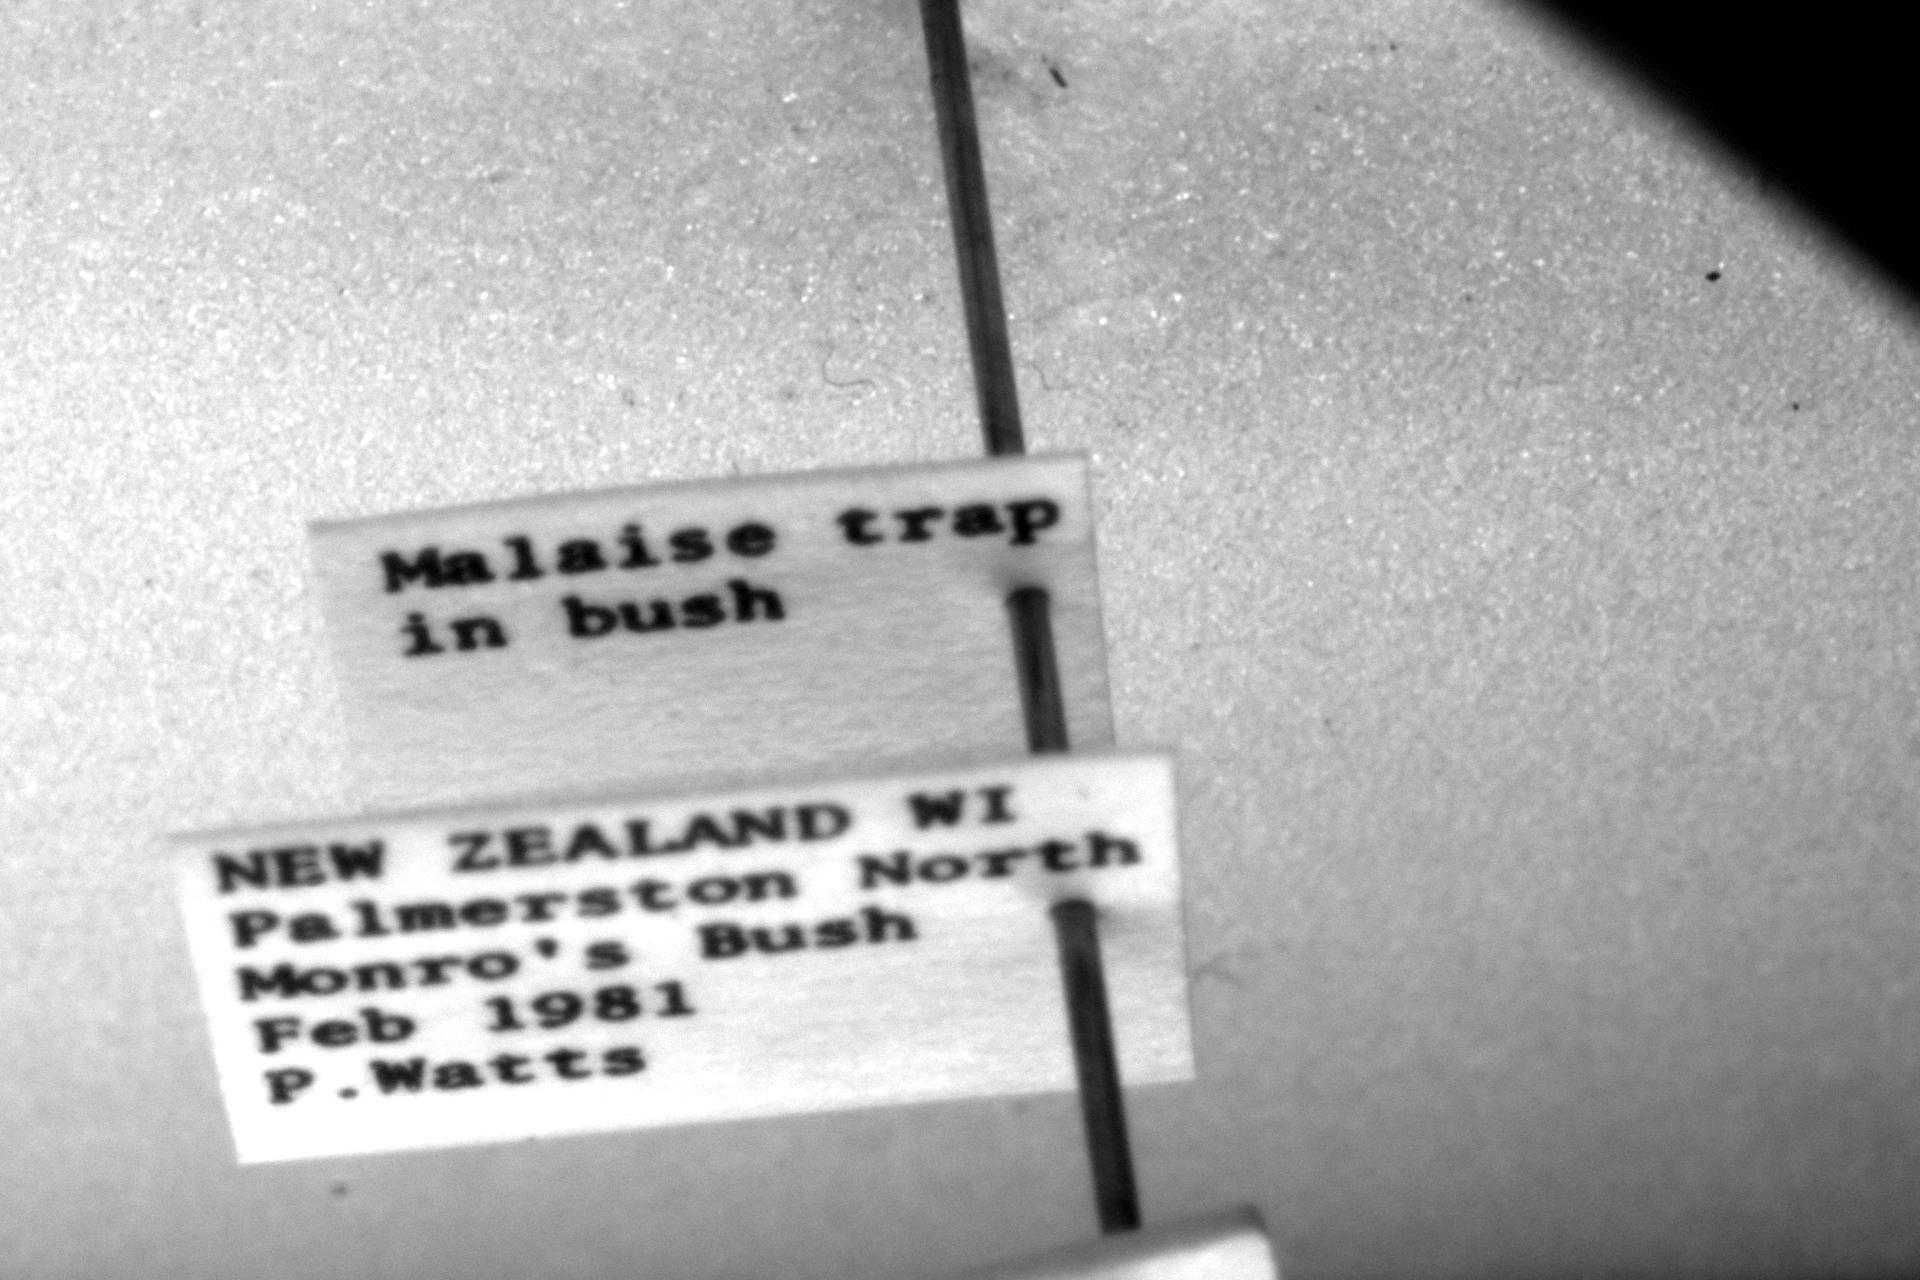 Malaise trap
in bush
NEW ZEALAND WI
Palmerston North
Monro's Bush
Feb 1981
P.Watts